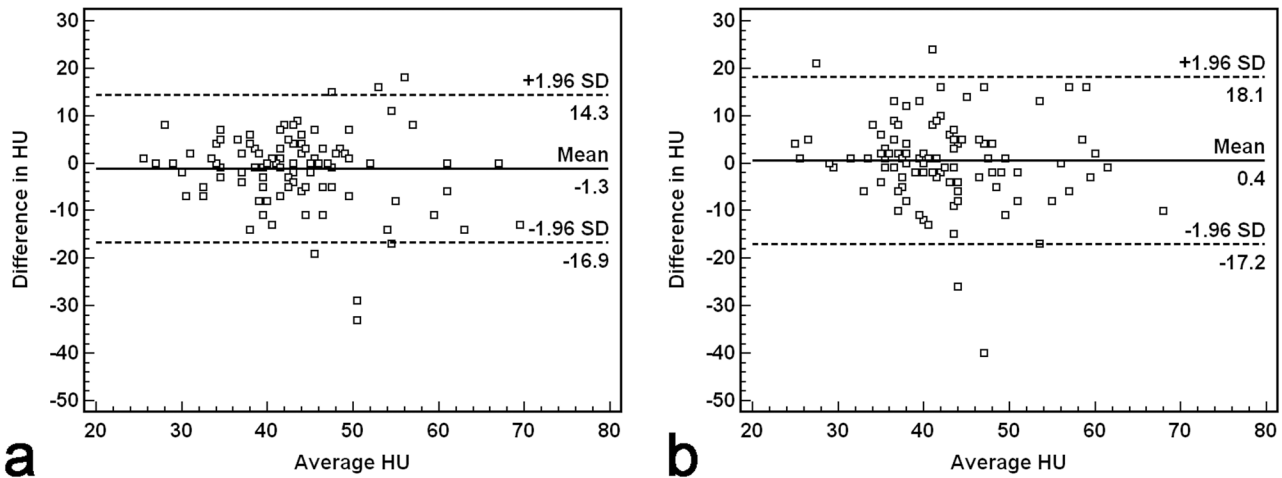 30
20
10
0
-10
-20
-30
-40
-50
Difference in HU
+1.96 SD
14.3
Mean
-1.3
-1.96 SD
-16.9
20 30 40 50 60 70 80
Average HU
a
30
20
10
0
-10
-20
-30
-40
-50
Difference in HU
+1.96 SD
18.1
Mean
0.4
-1.96 SD
-17.2
20 30 40 50 60 70 80
Average HU
b